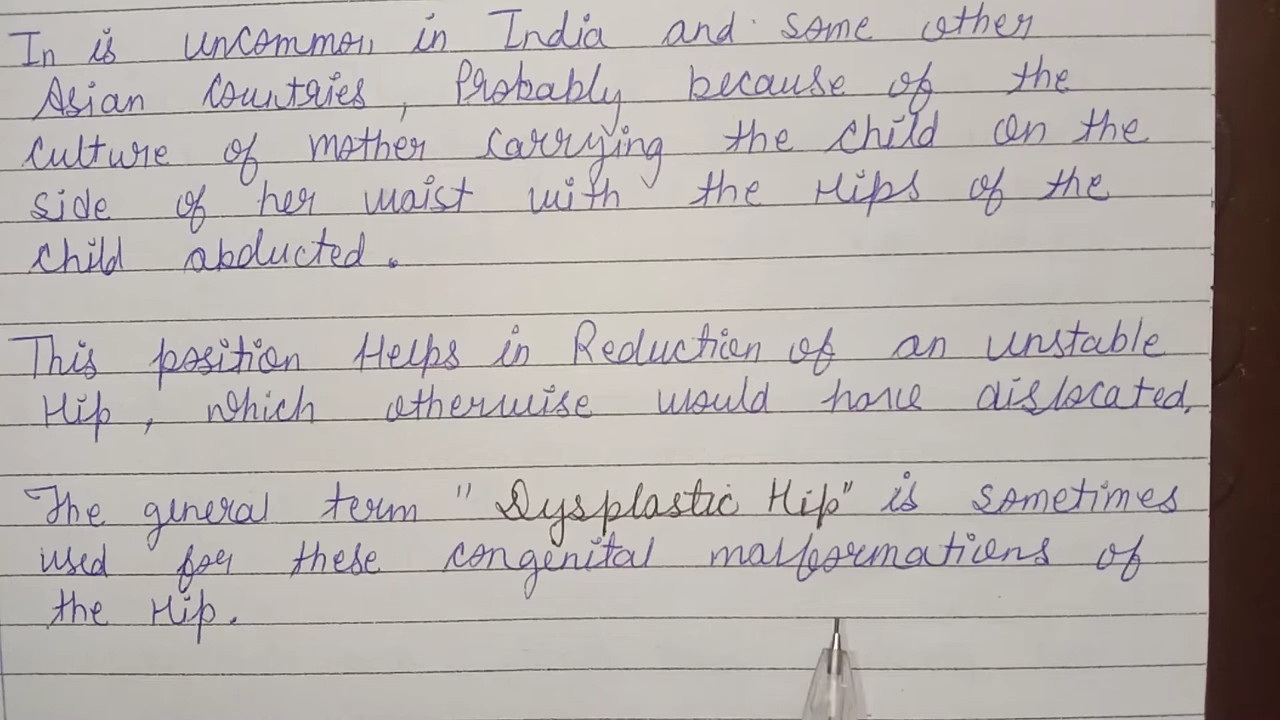 In is uncommon in India and some other
Asian countries, Probably because of the
culture of mother carrying the child on the
side of her waist with the Hips of the
child abducted.
This position Helps in Reduction of an unstable
Hip, which otherwise would have dislocated.
The general term "Dysplastic Hip" is sometimes
used for these congenital malformations of
the Hip.